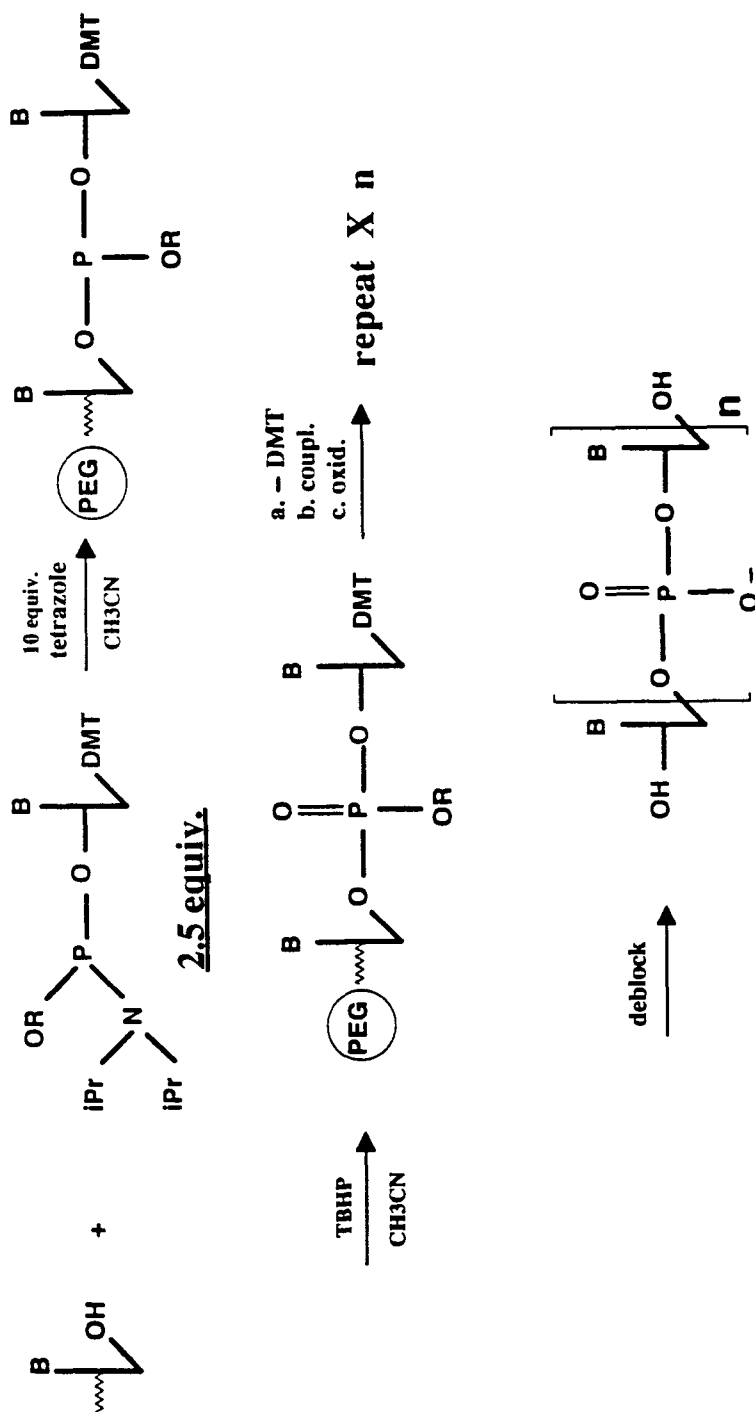 B
OH
+
OR
iPr
N
iPr
P
O
B
DMT
2.5 equiv.
10 equiv.
tetrazole
CH3CN
PEG
B
O
P
OR
O
B
DMT
TBHP
CH3CN
PEG
B
O
O
P
OR
O
B
DMT
a. – DMT
b. coupl.
c. oxid.
repeat X n
deblock
OH
B
O
O
P
O –
O
B
OH
n